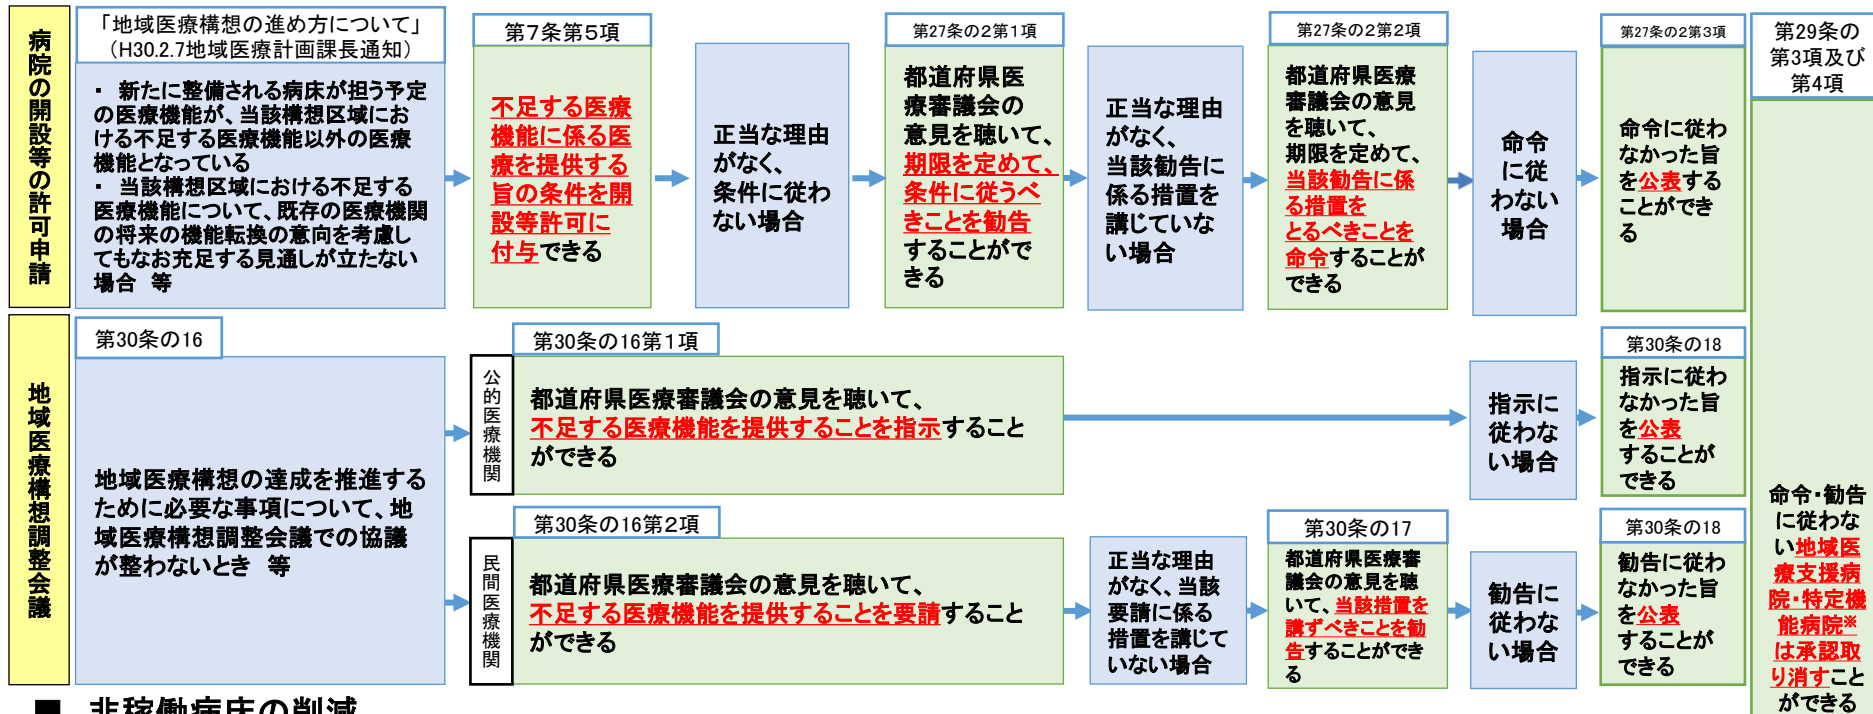 病院の開設等の許可申請
「地域医療構想の進め方について」
（H30.2.7地域医療計画課長通知）
・ 新たに整備される病床が担う予定
の医療機能が、当該構想区域にお
ける不足する医療機能以外の医療
機能となっている
・ 当該構想区域における不足する
医療機能について、既存の医療機関
の将来の機能転換の意向を考慮し
てもなお充足する見通しが立たない
場合 等
第7条第5項
不足する医療
機能に係る医
療を提供する
旨の条件を開
設等許可に
付与できる
正当な理由
がなく、
条件に従わ
ない場合
第27条の2第1項
都道府県医
療審議会の
意見を聴いて、
期限を定めて、
条件に従うべ
きことを勧告
することがで
きる
正当な理由
がなく、
当該勧告に
係る措置を
講じていな
い場合
第27条の2第2項
都道府県医療
審議会の意見
を聴いて、
期限を定めて、
当該勧告に係
る措置を
とるべきことを
命令することが
できる
命令
に従
わない
場合
第27条の2第3項
命令に従わ
なかった旨
を公表する
ことができ
る
第29条の
第3項及び
第4項
命令・勧告
に従わな
い地域医
療支援病
院・特定機
能病院※
は承認取
り消すこと
ができる
地域医療構想調整会議
第30条の16
地域医療構想の達成を推進する
ために必要な事項について、地
域医療構想調整会議での協議
が整わないとき 等
公的医療機関
第30条の16第1項
都道府県医療審議会の意見を聴いて、
不足する医療機能を提供することを指示すること
ができる
指示に
従わな
い場合
第30条の18
指示に従わ
なかった旨
を公表
することが
できる
民間医療機関
第30条の16第2項
都道府県医療審議会の意見を聴いて、
不足する医療機能を提供することを要請すること
ができる
正当な理由
がなく、当該
要請に係る
措置を講じて
いない場合
第30条の17
都道府県医療審
議会の意見を聴
いて、当該措置を
講ずべきことを勧
告することができ
る
勧告に
従わな
い場合
第30条の18
勧告に従わ
なかった旨
を公表
することが
できる
■ 非稼働病床の削減